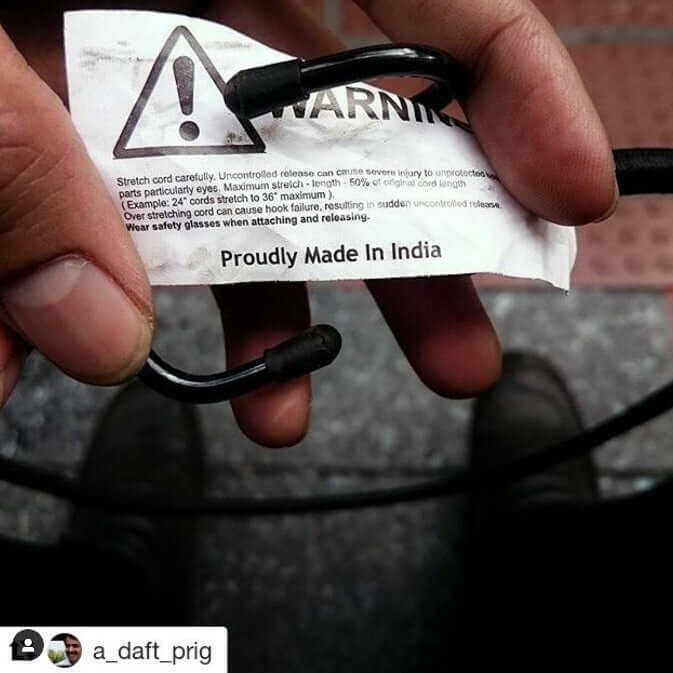 WARNING
Stretch cord carefully. Uncontrolled release can cause severe injury to unprotected
parts particularly eyes. Maximum stretch - length - 50% of original cord length
( Example: 24" cords stretch to 36" maximum ).
Over stretching cord can cause hook failure, resulting in sudden uncontrolled release.
Wear safety glasses when attaching and releasing.
Proudly Made In India
a_daft_prig